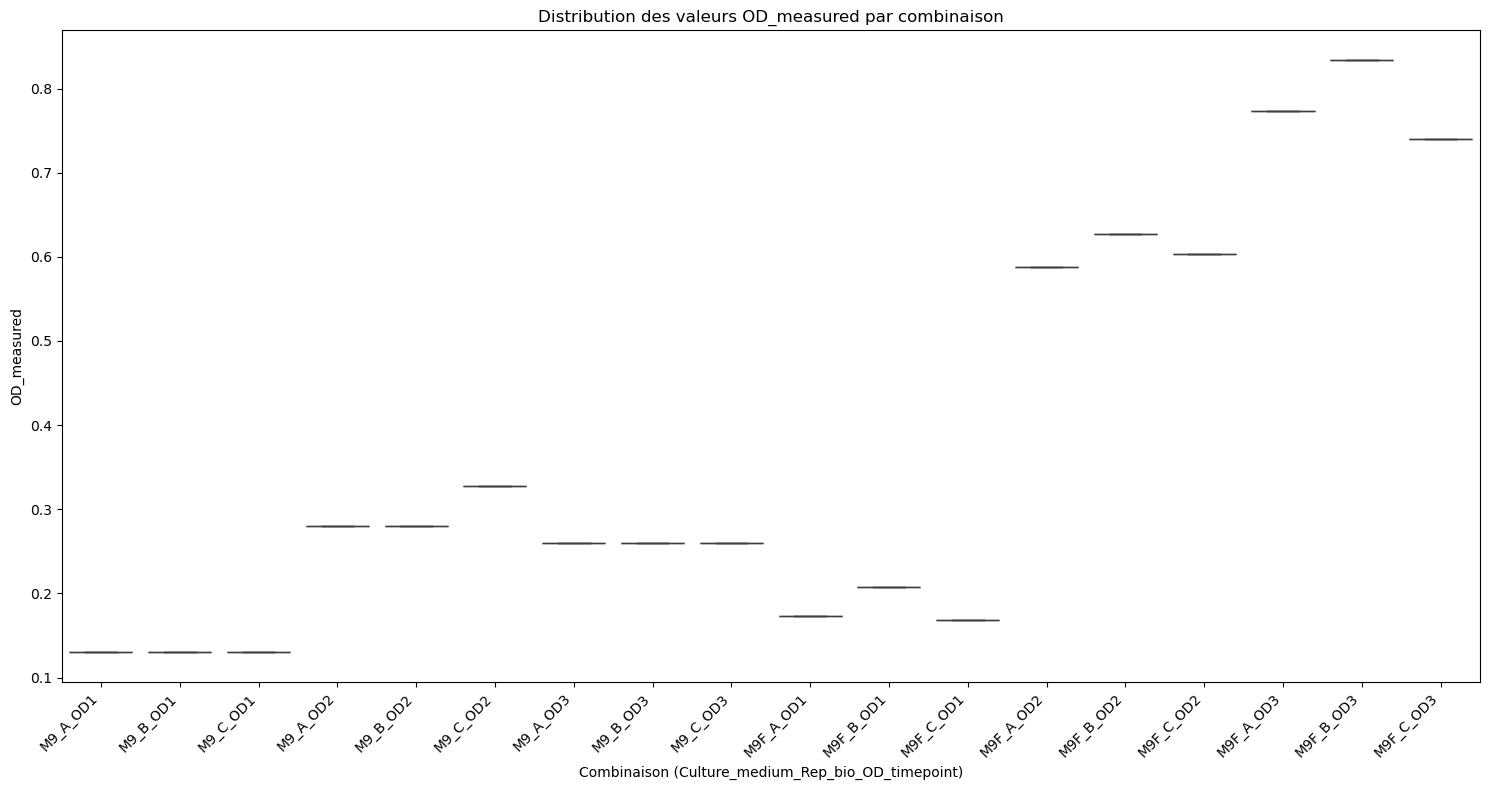 Distribution des valeurs OD_measured par combinaison
OD_measured
0.8
0.7
0.6
0.5
0.4
0.3
0.2
0.1
M9_A_OD1
M9_B_OD1
M9_C_OD1
M9_A_OD2
M9_B_OD2
M9_C_OD2
M9_A_OD3
M9_B_OD3
M9_C_OD3
M9F_A_OD1
M9F_B_OD1
M9F_C_OD1
M9F_A_OD2
M9F_B_OD2
M9F_C_OD2
M9F_A_OD3
M9F_B_OD3
M9F_C_OD3
Combinaison (Culture_medium_Rep_bio_OD_timepoint)